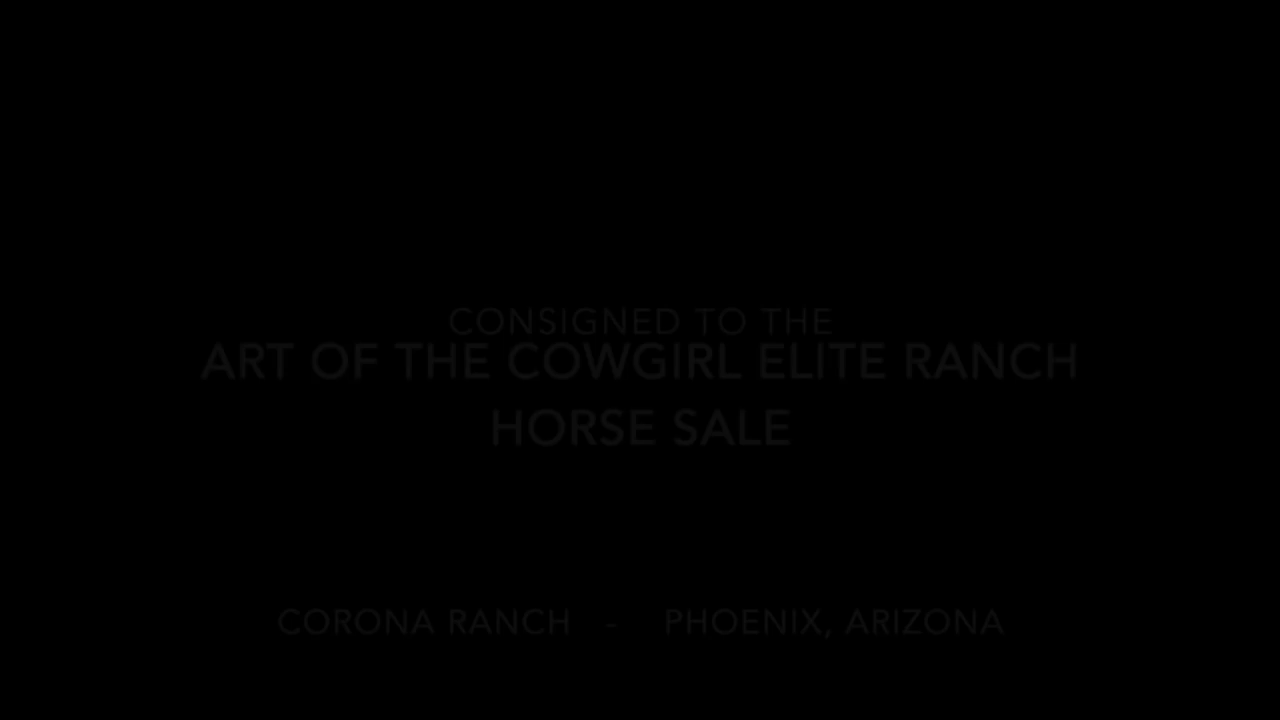 CONSIGNED TO THE
ART OF THE COWGIRL ELITE RANCH
HORSE SALE
CORONA RANCH - PHOENIX, ARIZONA